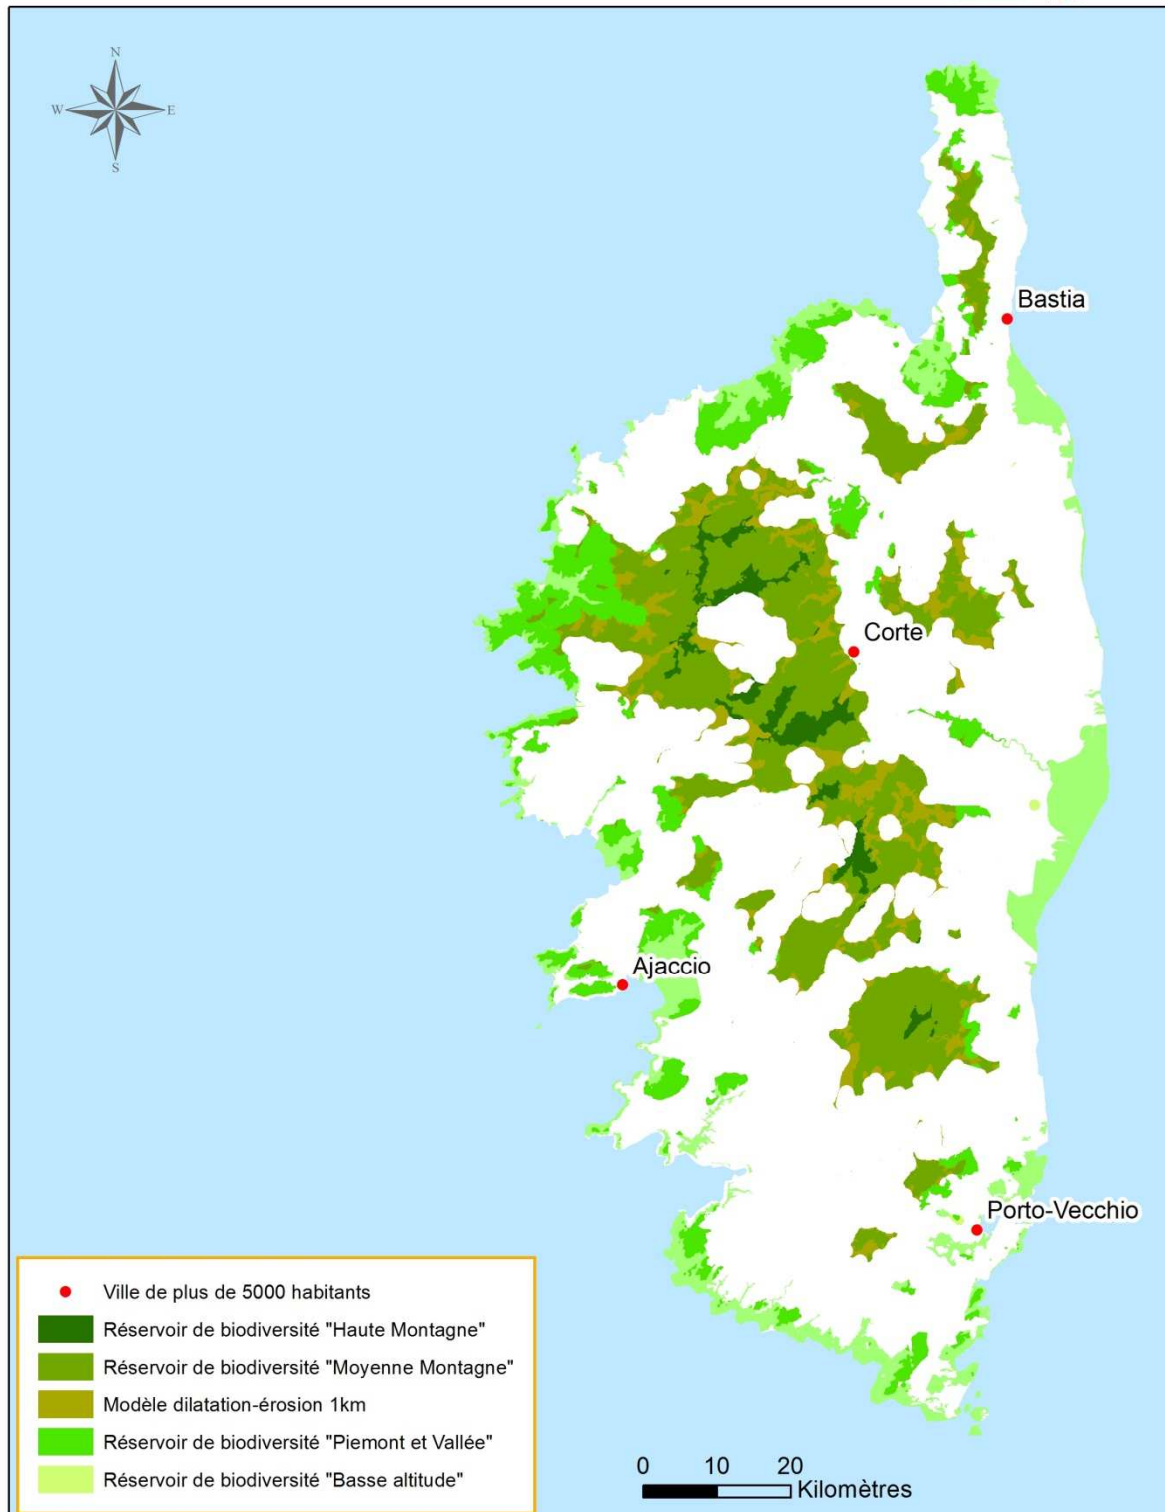 N
W
E
S
Bastia
Corte
Ajaccio
Porto-Vecchio
Ville de plus de 5000 habitants
Réservoir de biodiversité "Haute Montagne"
Réservoir de biodiversité "Moyenne Montagne"
Modèle dilatation-érosion 1km
Réservoir de biodiversité "Piemont et Vallée"
Réservoir de biodiversité "Basse altitude"
0 10 20
Kilomètres